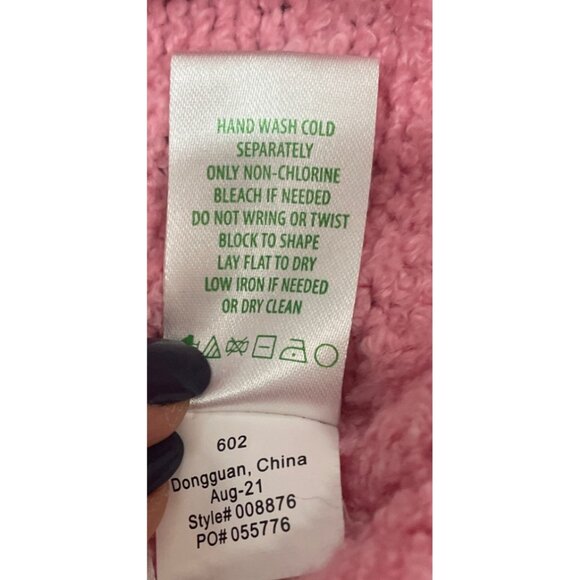 HAND WASH COLD
SEPARATELY
ONLY NON-CHLORINE
BLEACH IF NEEDED
DO NOT WRING OR TWIST
BLOCK TO SHAPE
LAY FLAT TO DRY
LOW IRON IF NEEDED
OR DRY CLEAN
602
Dongguan, China
Aug-21
Style# 008876
PO# 055776